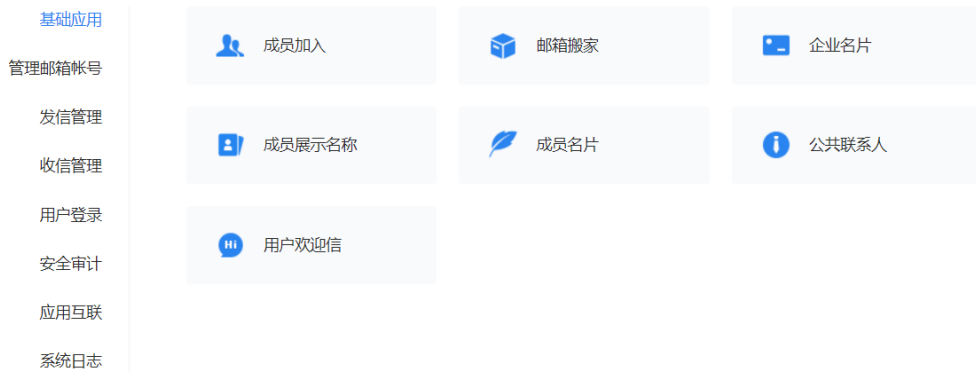 基础应用
管理邮箱帐号
发信管理
收信管理
用户登录
安全审计
应用互联
系统日志
成员加入
邮箱搬家
企业名片
成员展示名称
成员名片
公共联系人
Hi
用户欢迎信